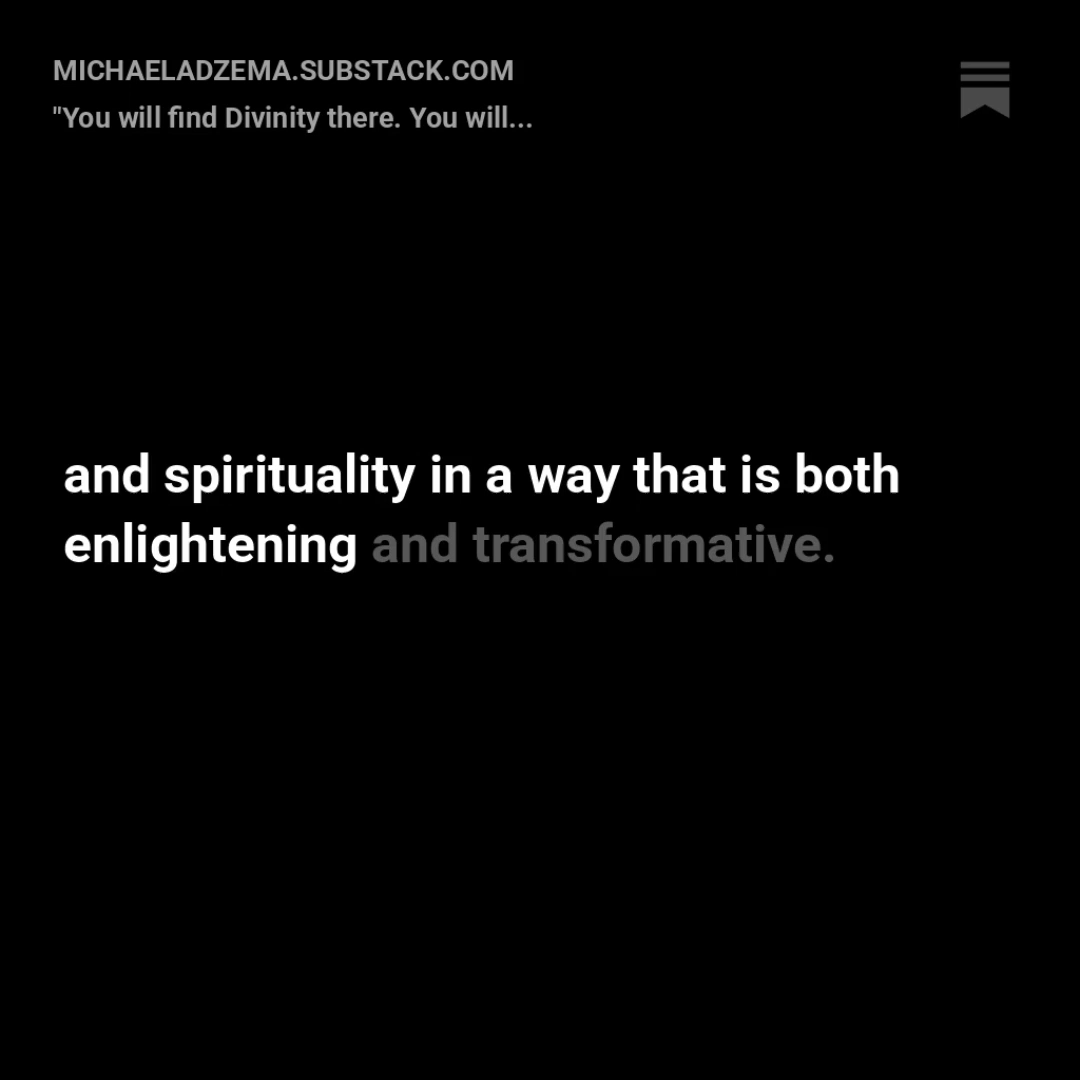 MICHAELADZEMA.SUBSTACK.COM
"You will find Divinity there. You will...
and spirituality in a way that is both
enlightening and transformative.